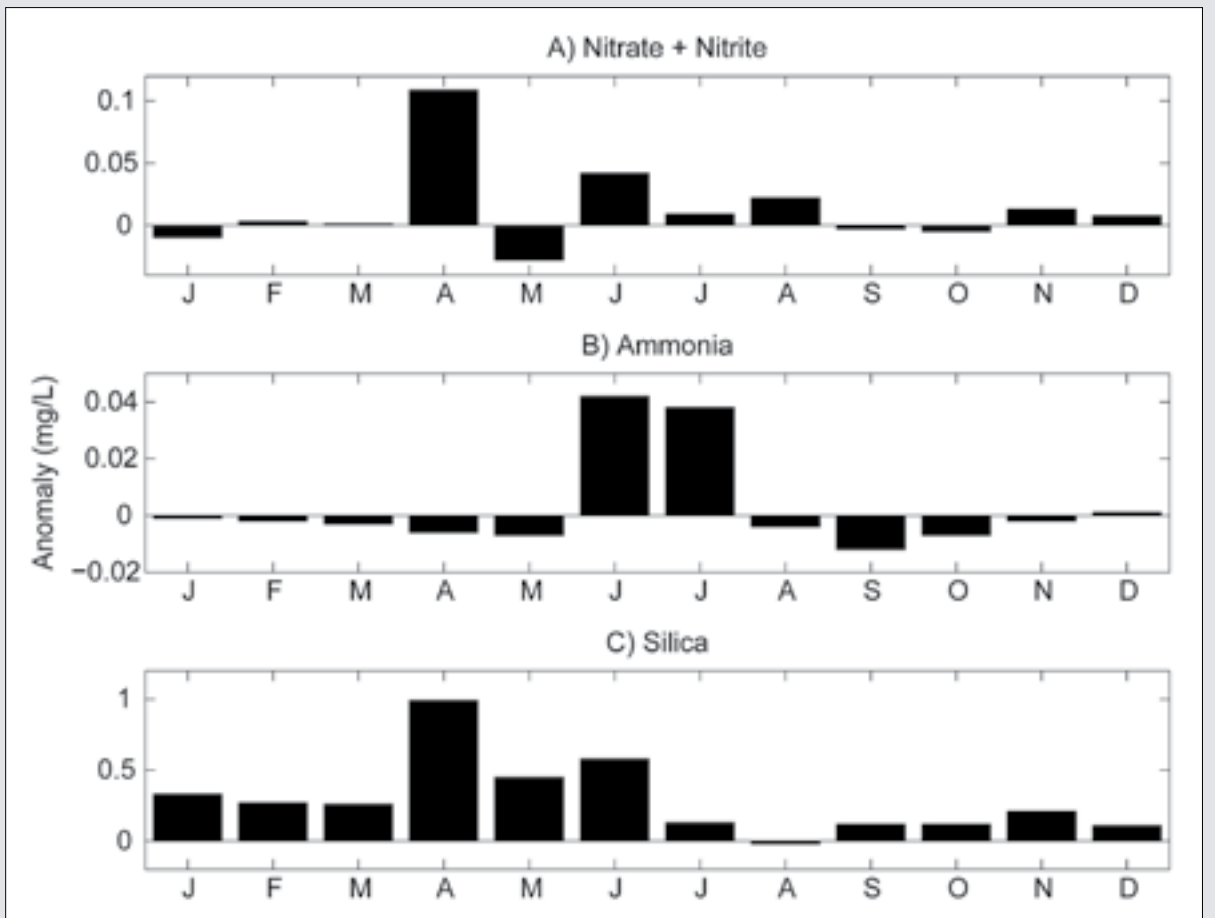 A) Nitrate + Nitrite
0.1
0.05
0
J F M A M J J A S O N D
B) Ammonia
Anomaly (mg/L)
0.04
0.02
0
−0.02
J F M A M J J A S O N D
C) Silica
1
0.5
0
J F M A M J J A S O N D